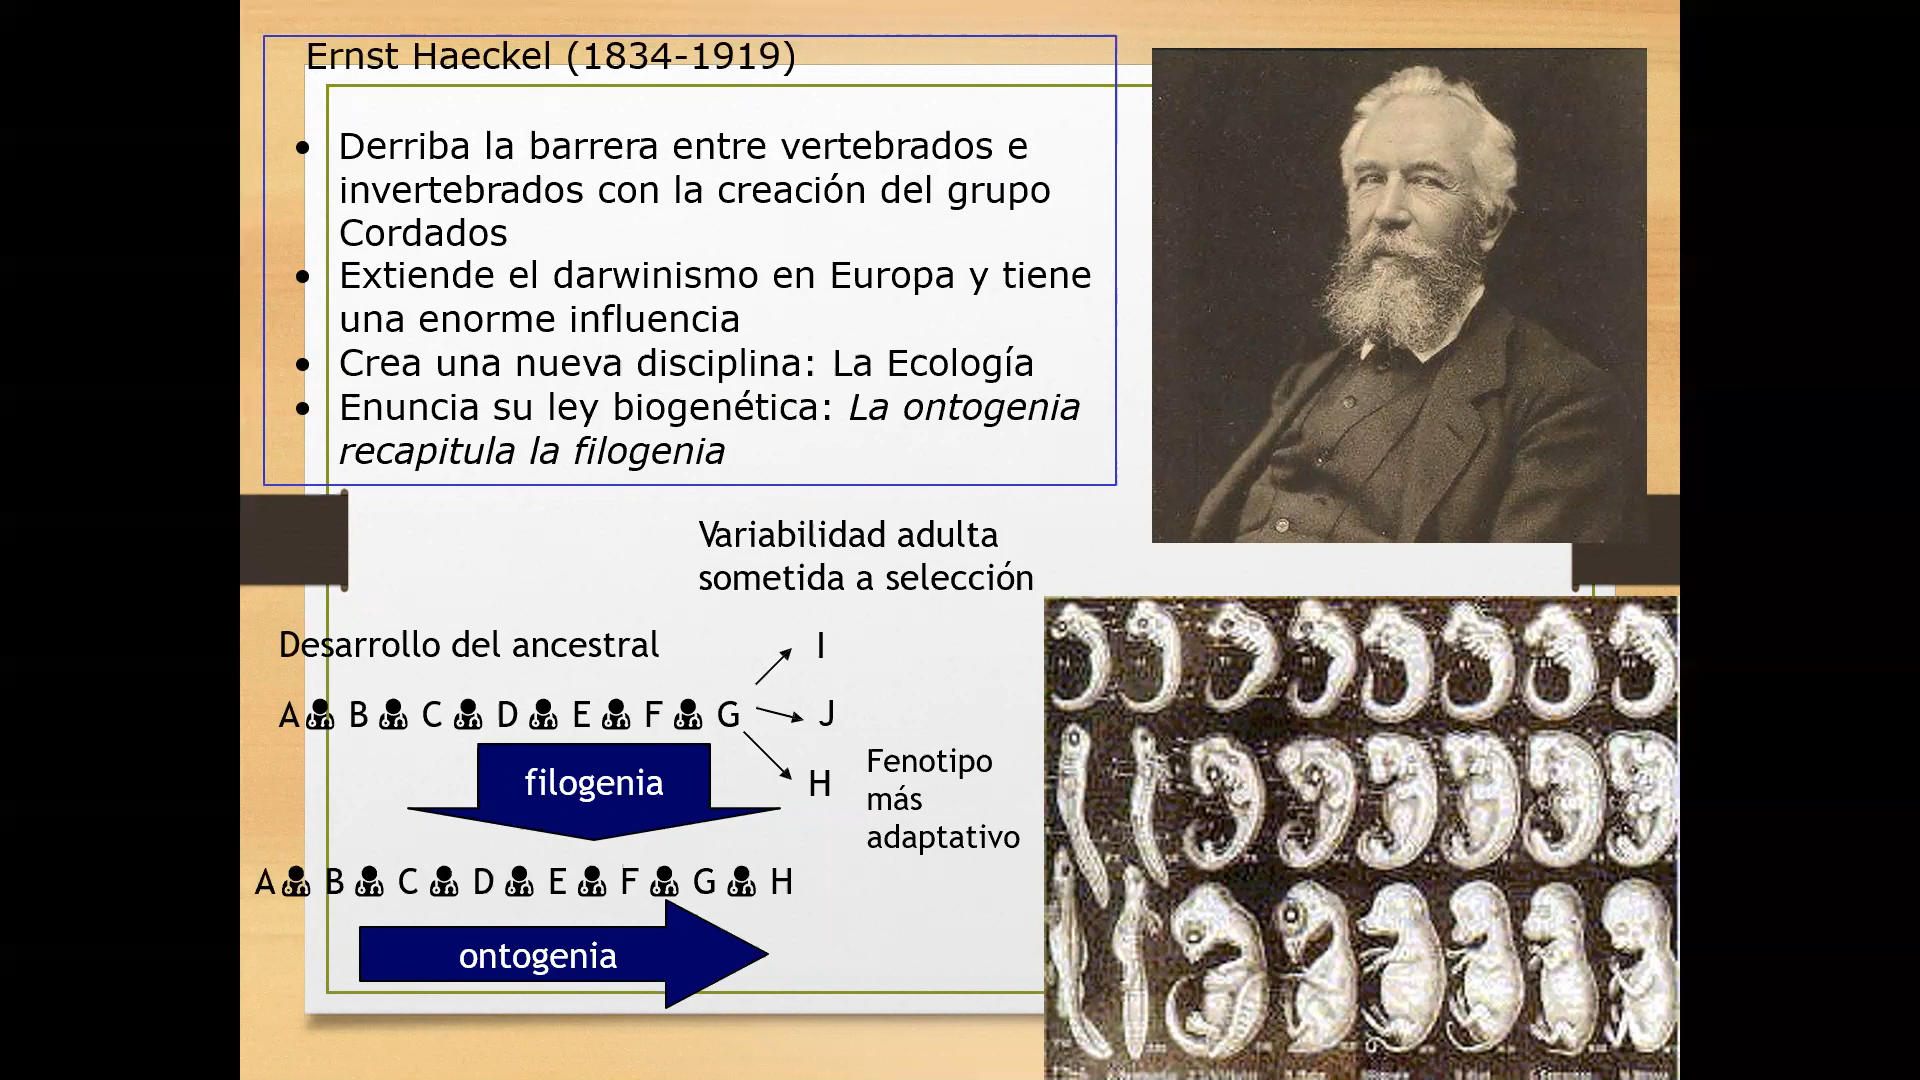 Ernst Haeckel (1834-1919)
• Derriba la barrera entre vertebrados e
invertebrados con la creación del grupo
Cordados
• Extiende el darwinismo en Europa y tiene
una enorme influencia
• Crea una nueva disciplina: La Ecología
• Enuncia su ley biogenética: La ontogenia
recapitula la filogenia
Variabilidad adulta
sometida a selección
Desarrollo del ancestral
I
A B C D E F G J
H
Fenotipo
más
adaptativo
filogenia
A B C D E F G H
ontogenia